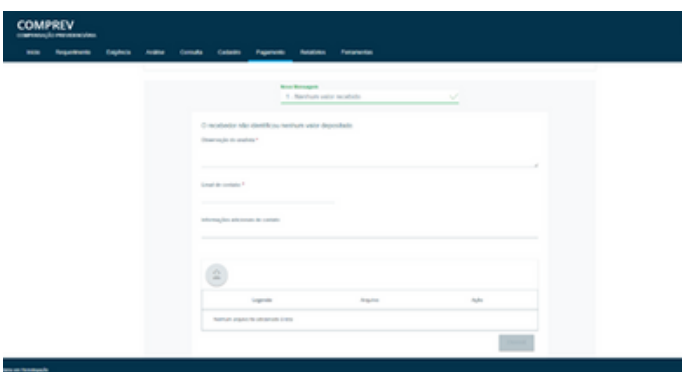 COMPREV
COMPENSAÇÃO PREVIDENCIÁRIA
Início Requerimento Exigência Análise Consulta Cadastro Pagamento Relatórios Ferramentas
Nova Mensagem
1 - Nenhum valor recebido
O recebedor não identificou nenhum valor depositado
Observação do usuário *
Email de contato *
Informações adicionais de contato
Legenda Arquivo Ação
Nenhum arquivo foi